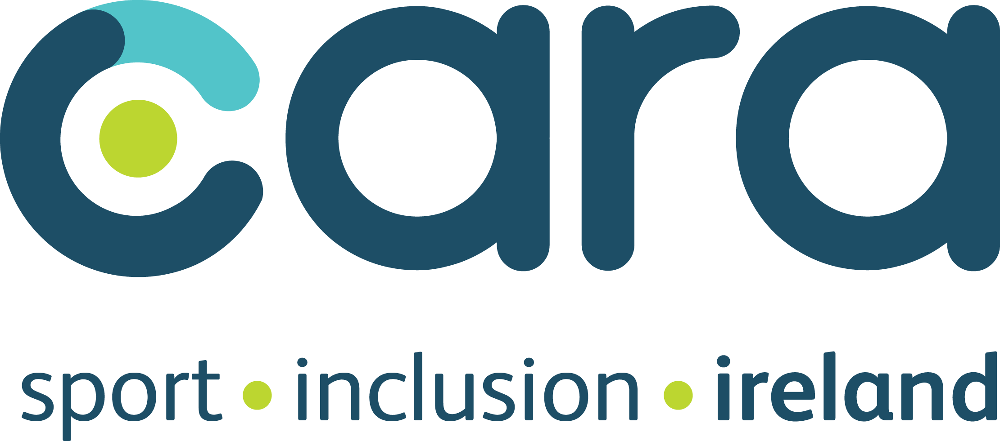 cara
sport • inclusion • ireland